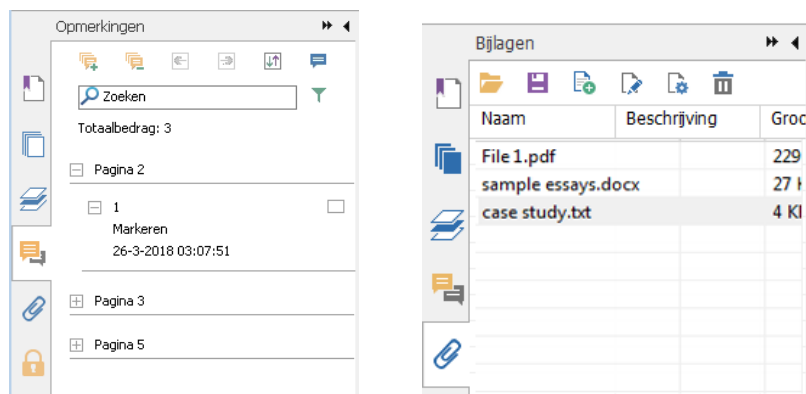 Opmerkingen
Zoeken
Totaalbedrag: 3
Pagina 2
1
Markeren
26-3-2018 03:07:51
Pagina 3
Pagina 5
Bijlagen
Naam Beschrijving Groo
File 1.pdf 229
sample essays.docx 27
case study.txt 4 K